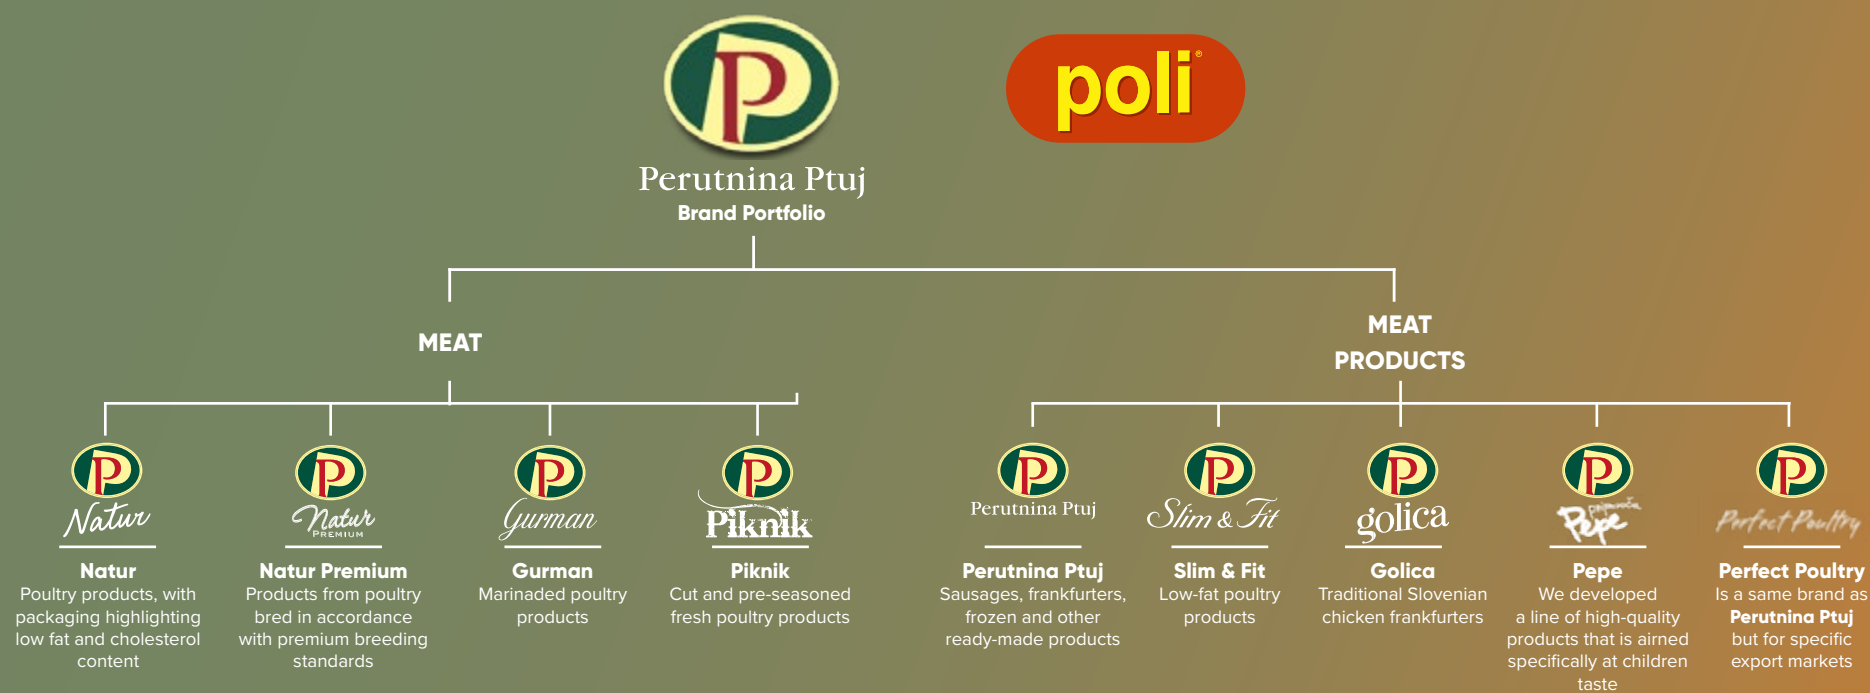 P
poli®
Perutnina Ptuj
Brand Portfolio
MEAT
MEAT
PRODUCTS
P
Natur
Natur
Poultry products, with
packaging highlighting
low fat and cholesterol
content
P
Natur
PREMIUM
Natur Premium
Products from poultry
bred in accordance
with premium breeding
standards
P
Gurman
Gurman
Marinaded poultry
products
P
Piknik
Piknik
Cut and pre-seasoned
fresh poultry products
P
Perutnina Ptuj
Perutnina Ptuj
Sausages, frankfurters,
frozen and other
ready-made products
P
Slim & Fit
Slim & Fit
Low-fat poultry
products
P
golica
Golica
Traditional Slovenian
chicken frankfurters
P
Pepe
Pepe
We developed
a line of high-quality
products that is airned
specifically at children
taste
P
Perfect Poultry
Perfect Poultry
Is a same brand as
Perutnina Ptuj
but for specific
export markets